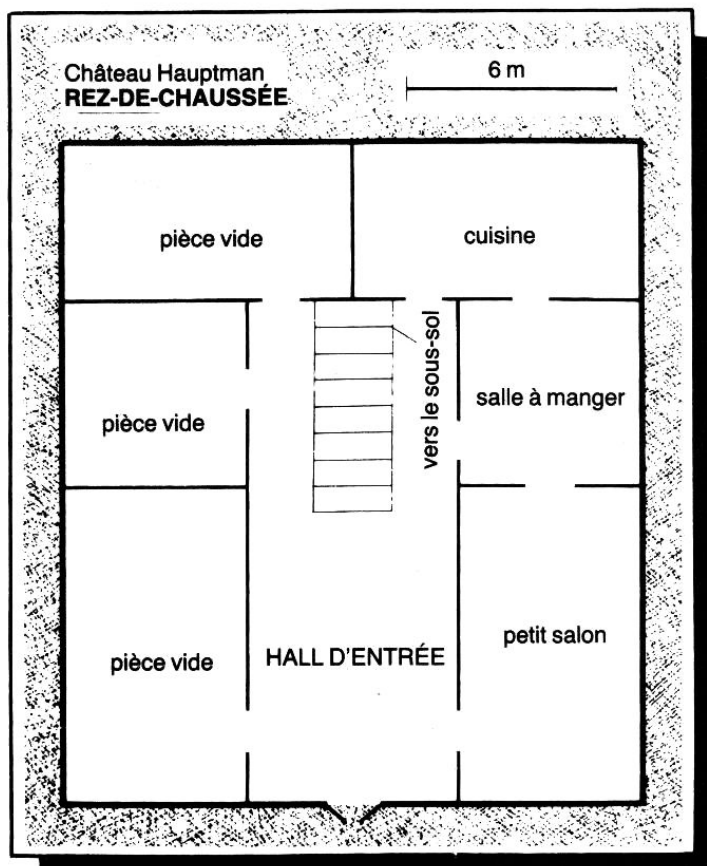 Château Hauptman
REZ-DE-CHAUSSÉE
6 m
pièce vide
cuisine
vers le sous-sol
pièce vide
salle à manger
pièce vide
HALL D'ENTRÉE
petit salon